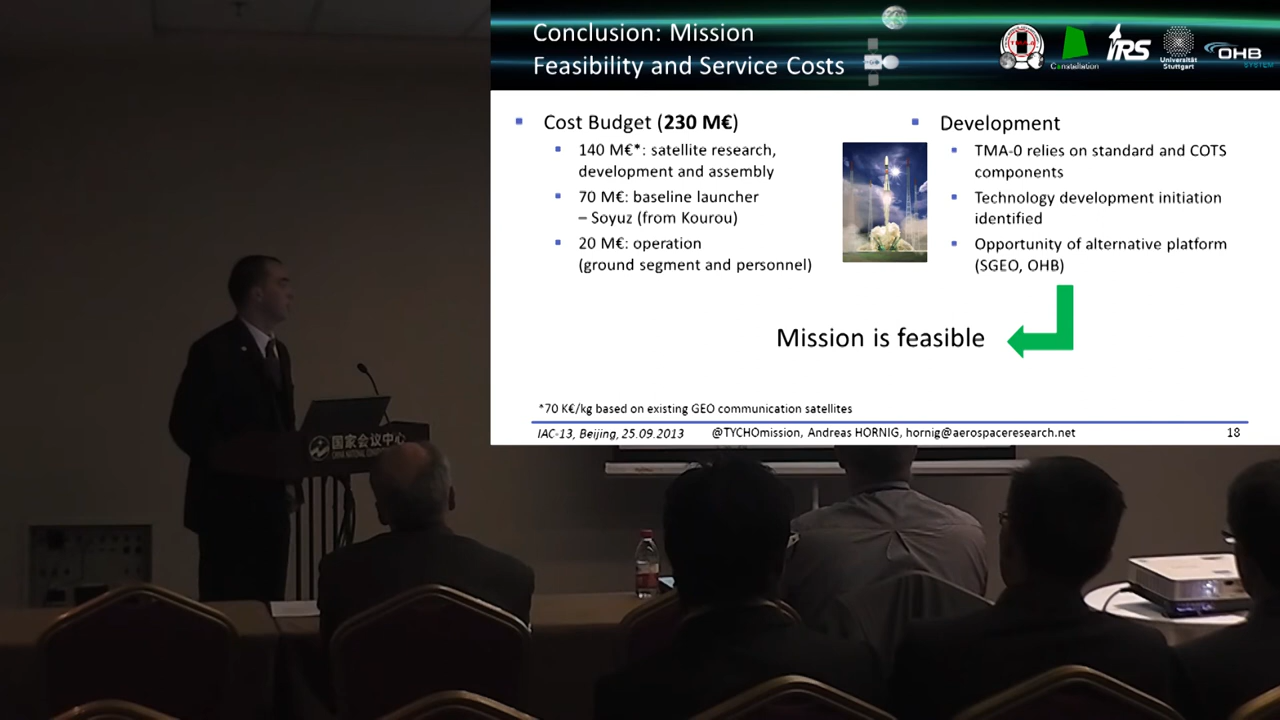 Conclusion: Mission
Feasibility and Service Costs
Constellation
IRS
Universität
Stuttgart
OHB
SYSTEM
Cost Budget (230 M€)
140 M€*: satellite research,
development and assembly
70 M€: baseline launcher
– Soyuz (from Kourou)
20 M€: operation
(ground segment and personnel)
Development
TMA-0 relies on standard and COTS
components
Technology development initiation
identified
Opportunity of alternative platform
(SGEO, OHB)
Mission is feasible
*70 K€/kg based on existing GEO communication satellites
IAC-13, Beijing, 25.09.2013 @TYCHOmission, Andreas HORNIG, hornig@aerospaceresearch.net 18
国家会议中心